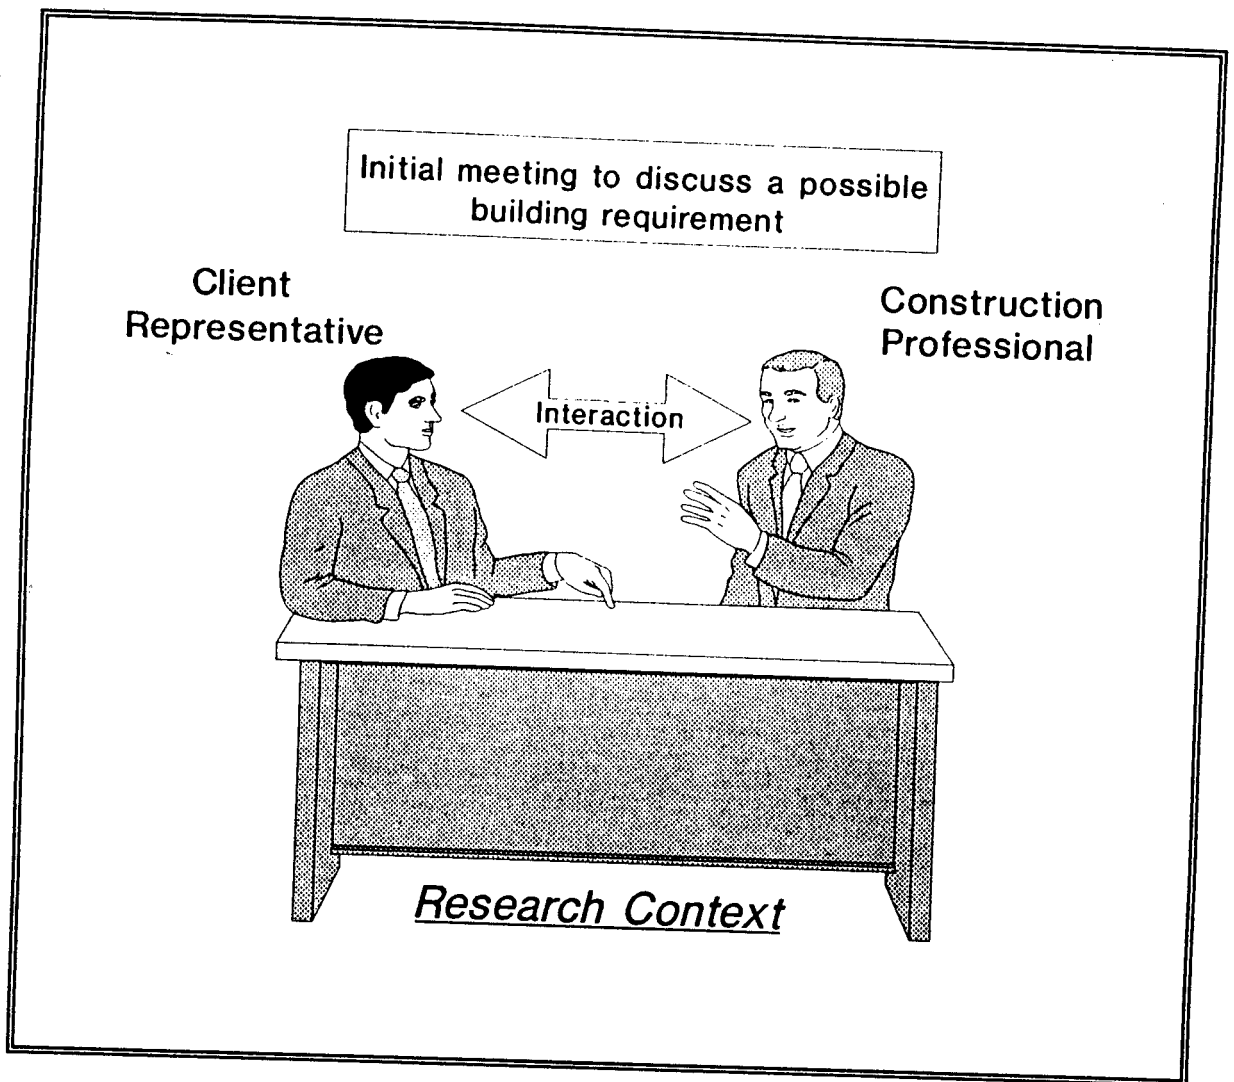 Initial meeting to discuss a possible
building requirement
Client
Representative
Construction
Professional
Interaction
Research Context